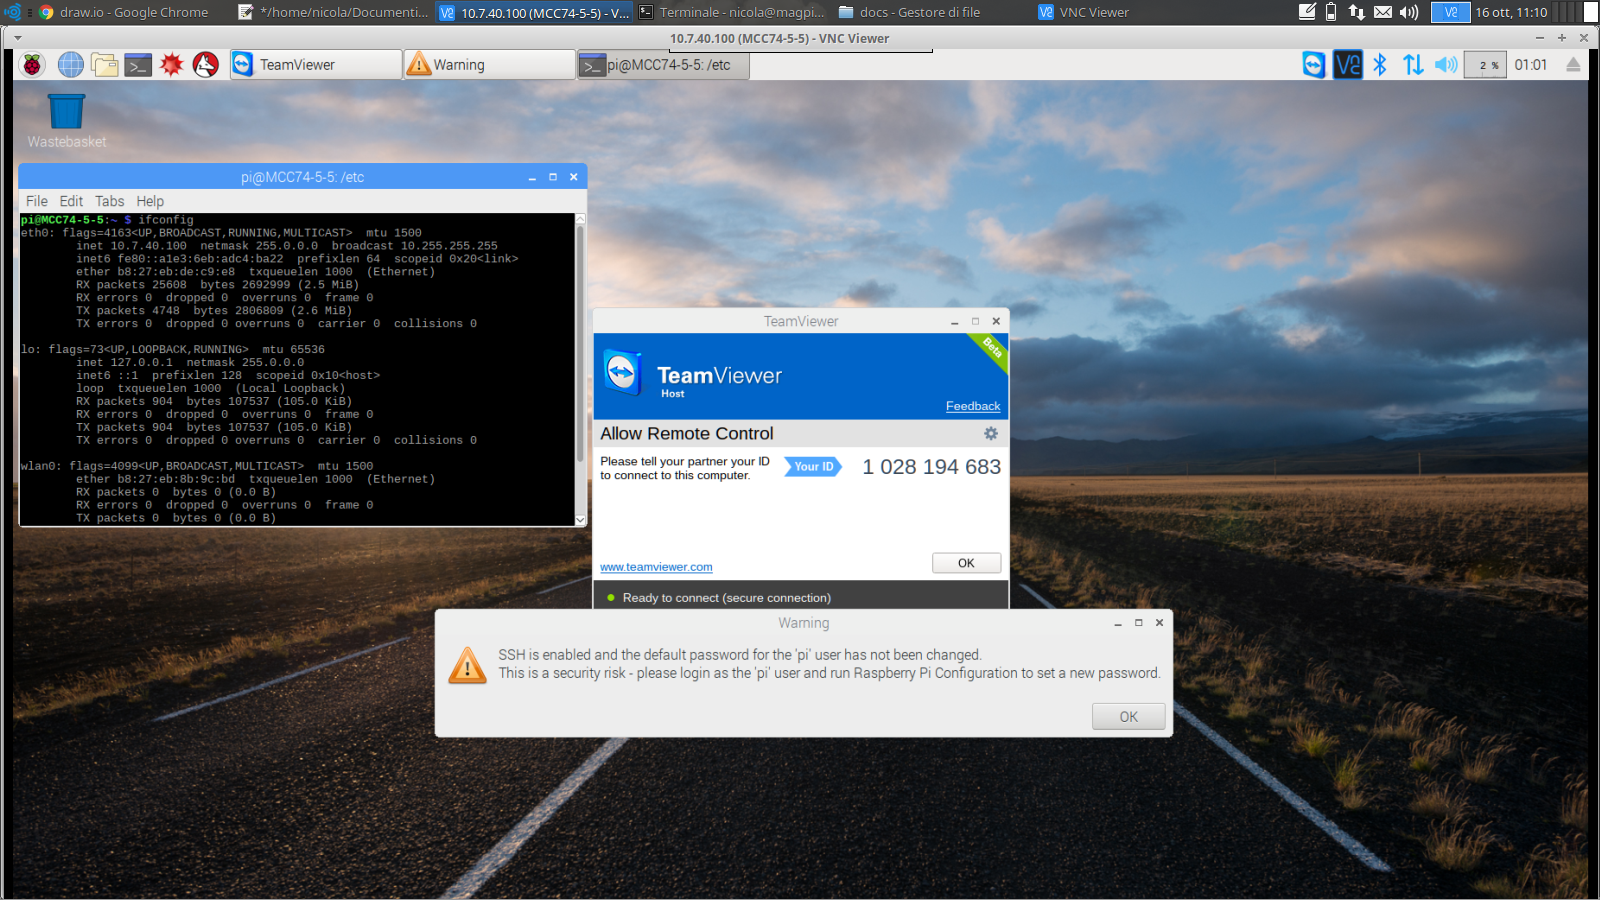 draw.io - Google Chrome
*/home/nicola/Documenti...
10.7.40.100 (MCC74-5-5) - V...
Terminale - nicola@magpi...
docs - Gestore di file
VNC Viewer
16 ott, 11:10
10.7.40.100 (MCC74-5-5) - VNC Viewer
TeamViewer
Warning
pi@MCC74-5-5: /etc
2 %
01:01
Wastebasket
pi@MCC74-5-5: /etc
File Edit Tabs Help
pi@MCC74-5-5:~ $ ifconfig
eth0: flags=4163<UP,BROADCAST,RUNNING,MULTICAST>  mtu 1500
inet 10.7.40.100  netmask 255.0.0.0  broadcast 10.255.255.255
inet6 fe80::a1e3:6eb:adc4:ba22  prefixlen 64  scopeid 0x20<link>
ether b8:27:eb:de:c9:e8  txqueuelen 1000  (Ethernet)
RX packets 25608  bytes 2692999 (2.5 MiB)
RX errors 0  dropped 0  overruns 0  frame 0
TX packets 4748  bytes 2806809 (2.6 MiB)
TX errors 0  dropped 0 overruns 0  carrier 0  collisions 0
lo: flags=73<UP,LOOPBACK,RUNNING>  mtu 65536
inet 127.0.0.1  netmask 255.0.0.0
inet6 ::1  prefixlen 128  scopeid 0x10<host>
loop  txqueuelen 1000  (Local Loopback)
RX packets 904  bytes 107537 (105.0 KiB)
RX errors 0  dropped 0  overruns 0  frame 0
TX packets 904  bytes 107537 (105.0 KiB)
TX errors 0  dropped 0 overruns 0  carrier 0  collisions 0
wlan0: flags=4099<UP,BROADCAST,MULTICAST>  mtu 1500
ether b8:27:eb:8b:9c:bd  txqueuelen 1000  (Ethernet)
RX packets 0  bytes 0 (0.0 B)
RX errors 0  dropped 0  overruns 0  frame 0
TX packets 0  bytes 0 (0.0 B)
TeamViewer
Beta
TeamViewer
Host
Feedback
Allow Remote Control
Please tell your partner your ID
to connect to this computer.
Your ID
1 028 194 683
www.teamviewer.com
OK
Ready to connect (secure connection)
Warning
SSH is enabled and the default password for the 'pi' user has not been changed.
This is a security risk - please login as the 'pi' user and run Raspberry Pi Configuration to set a new password.
OK